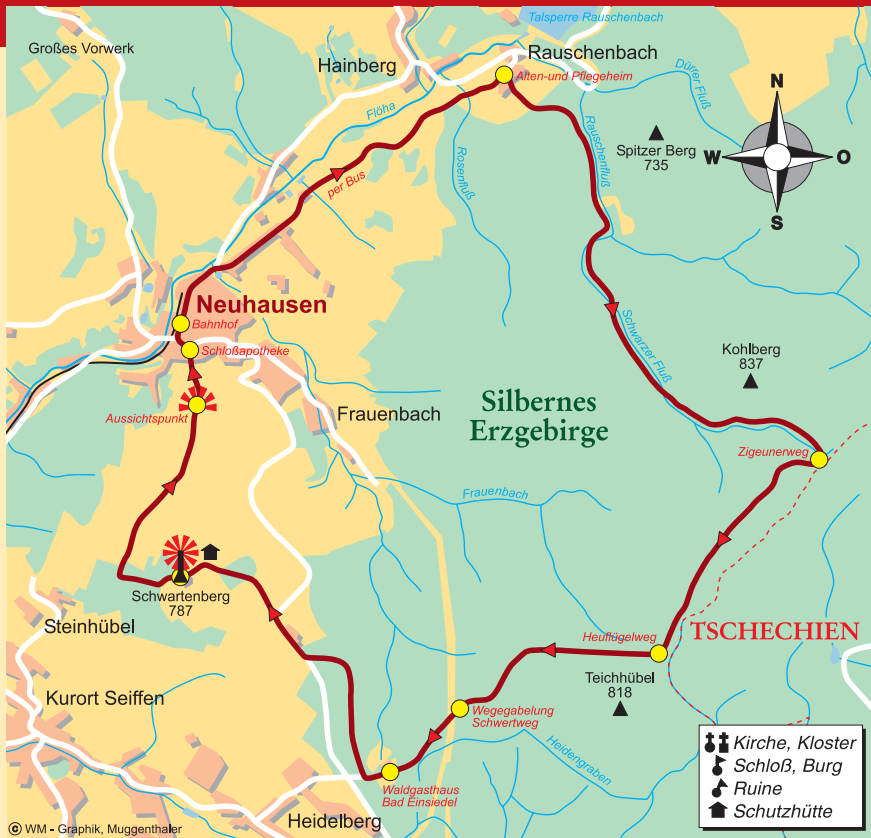 Talsperre Rauschenbach
Großes Vorwerk
Hainberg
Rauschenbach
Alten-und Pflegeheim
Dürrer Fluß
Flöha
Rauschenfluß
Rosenfluß
Spitzer Berg
735
N
W
O
S
per Bus
Neuhausen
Bahnhof
Schloßapotheke
Schwarzer Fluß
Kohlberg
837
Aussichtspunkt
Frauenbach
Silbernes
Erzgebirge
Zigeunerweg
Frauenbach
Schwartenberg
787
Steinhübel
Heuflügelweg
TSCHECHIEN
Teichhübel
818
Kurort Seiffen
Wegegabelung
Schwertweg
Heidengraben
Waldgasthaus
Bad Einsiedel
Heidelberg
Kirche, Kloster
Schloß, Burg
Ruine
Schutzhütte
© WM - Graphik, Muggenthaler